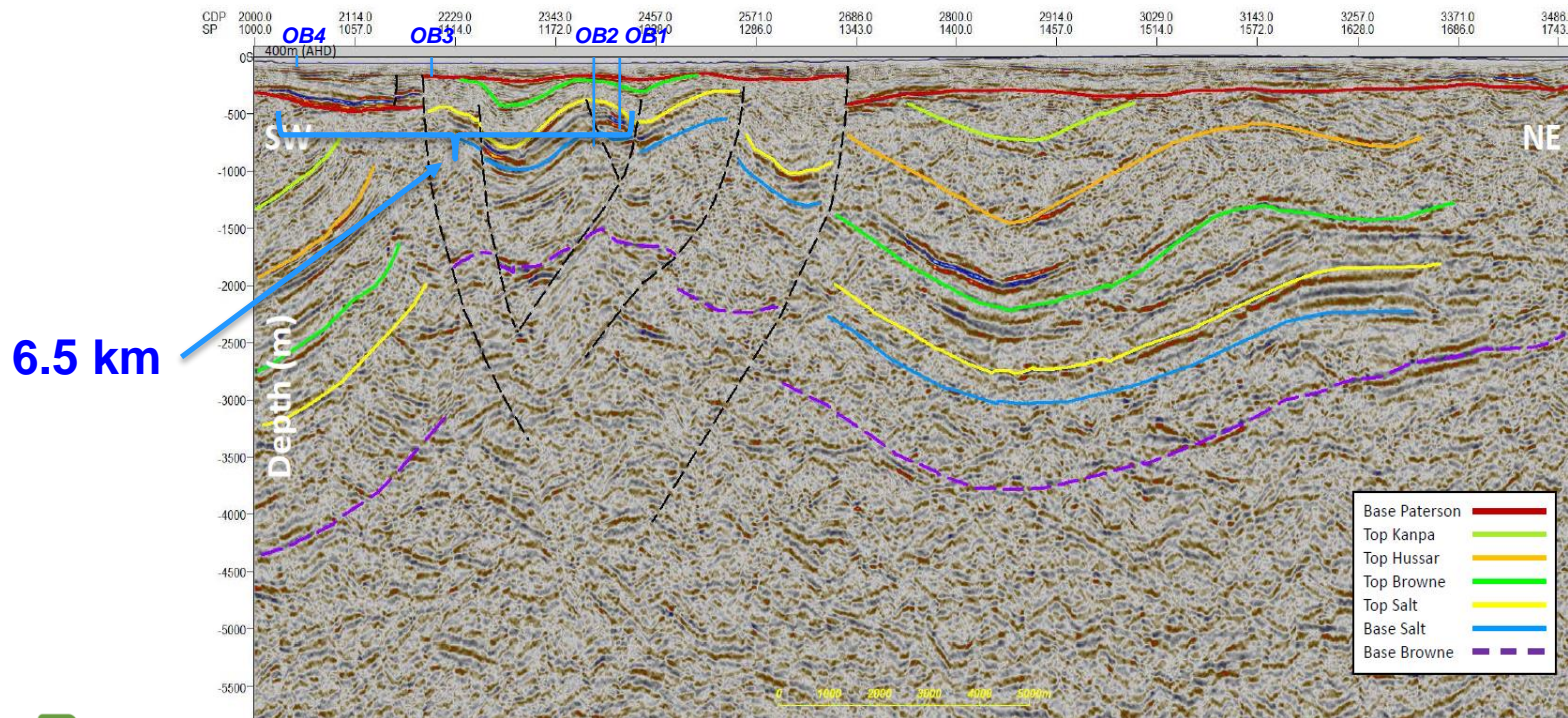 CDP 2000.0 2114.0 2229.0 2343.0 2457.0 2571.0 2686.0 2800.0 2914.0 3029.0 3143.0 3257.0 3371.0 3486.
SP 1000.0 1057.0 1114.0 1172.0 1286.0 1343.0 1400.0 1457.0 1514.0 1572.0 1628.0 1686.0 1743.
OB4 OB3 OB2 OB1
400m (AHD)
-500
SW NE
-1000
-1500
-2000
-2500
6.5 km
Depth (m)
-3000
-3500
-4000
-4500
-5000
-5500
Base Paterson
Top Kanpa
Top Hussar
Top Browne
Top Salt
Base Salt
Base Browne
0 1000 2000 3000 4000 5000m